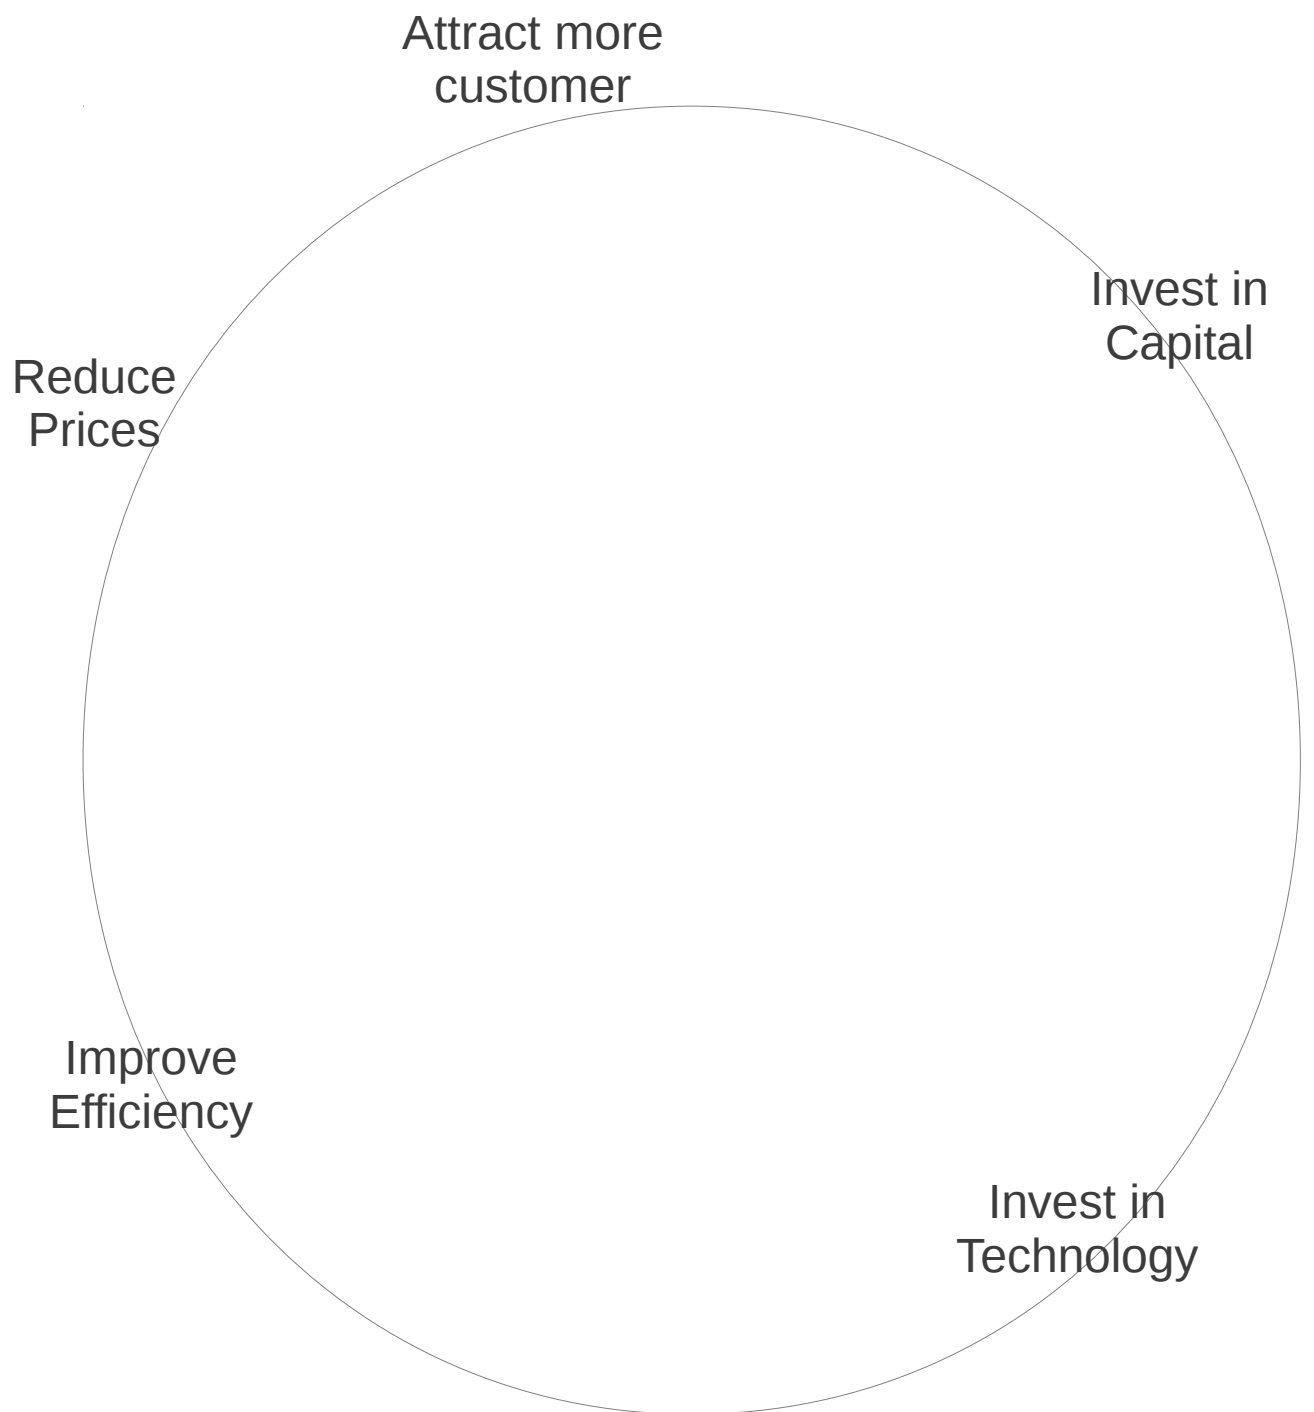 Attract more
customer
Invest in
Capital
Reduce
Prices
Improve
Efficiency
Invest in
Technology